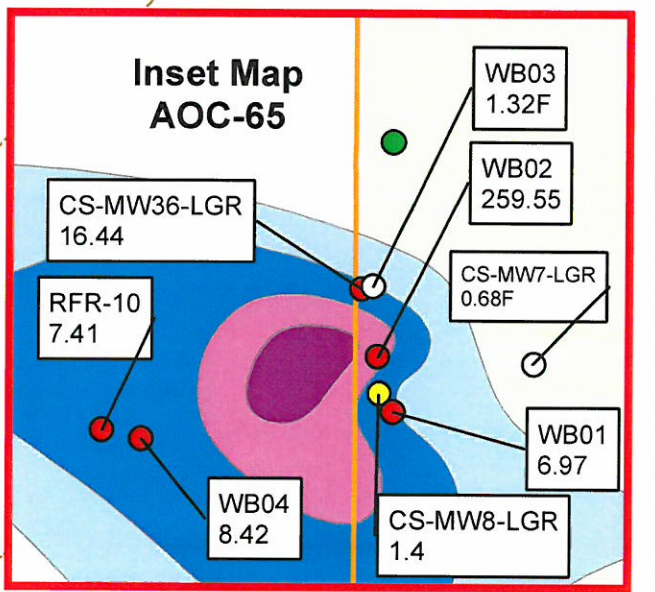 Inset Map
AOC-65
WB03
1.32F
WB02
259.55
CS-MW36-LGR
16.44
CS-MW7-LGR
0.68F
RFR-10
7.41
WB01
6.97
WB04
8.42
CS-MW8-LGR
1.4